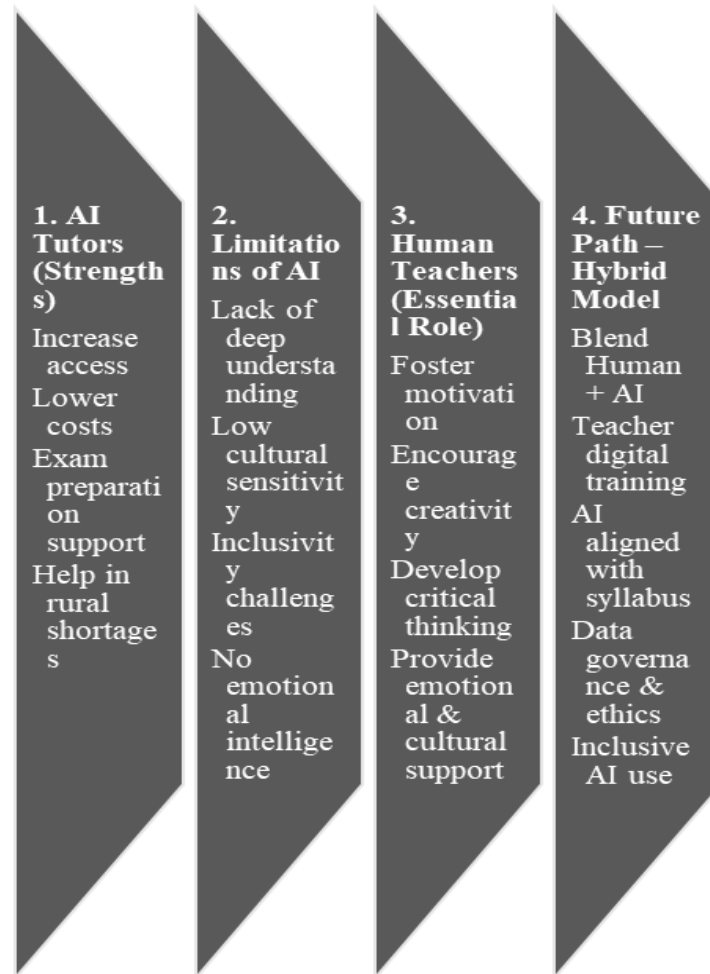 1. AI
Tutors
(Strength
s)
Increase
access
Lower
costs
Exam
preparati
on
support
Help in
rural
shortage
s
2.
Limitatio
ns of AI
Lack of
deep
understa
nding
Low
cultural
sensitivit
y
Inclusivit
y
challeng
es
No
emotion
al
intellige
nce
3.
Human
Teachers
(Essentia
l Role)
Foster
motivati
on
Encourag
e
creativit
y
Develop
critical
thinking
Provide
emotion
al &
cultural
support
4. Future
Path –
Hybrid
Model
Blend
Human
+ AI
Teacher
digital
training
AI
aligned
with
syllabus
Data
governa
nce &
ethics
Inclusive
AI use